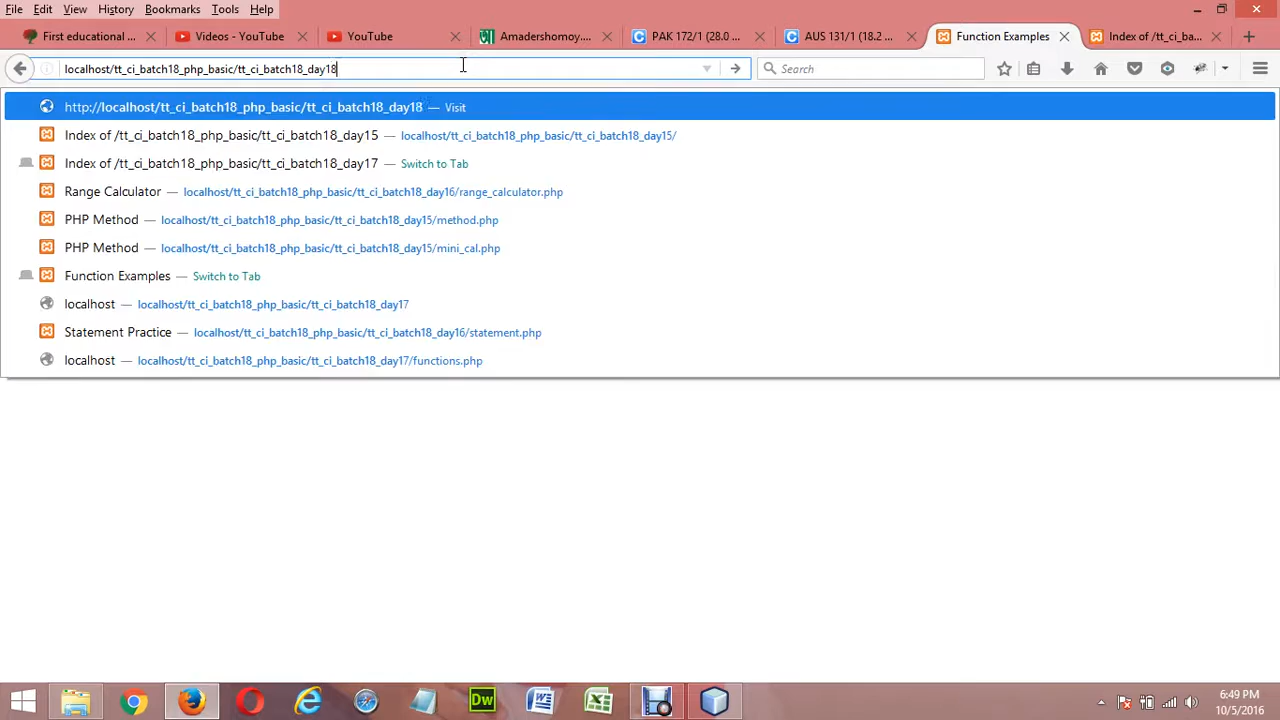 File Edit View History Bookmarks Tools Help
First educational ... Videos - YouTube YouTube Amadershomoy.... PAK 172/1 (28.0 ... AUS 131/1 (18.2 ... Function Examples Index of /tt_ci_ba...
localhost/tt_ci_batch18_php_basic/tt_ci_batch18_day18 Search
http://localhost/tt_ci_batch18_php_basic/tt_ci_batch18_day18 — Visit
Index of /tt_ci_batch18_php_basic/tt_ci_batch18_day15 — localhost/tt_ci_batch18_php_basic/tt_ci_batch18_day15/
Index of /tt_ci_batch18_php_basic/tt_ci_batch18_day17 — Switch to Tab
Range Calculator — localhost/tt_ci_batch18_php_basic/tt_ci_batch18_day16/range_calculator.php
PHP Method — localhost/tt_ci_batch18_php_basic/tt_ci_batch18_day15/method.php
PHP Method — localhost/tt_ci_batch18_php_basic/tt_ci_batch18_day15/mini_cal.php
Function Examples — Switch to Tab
localhost — localhost/tt_ci_batch18_php_basic/tt_ci_batch18_day17
Statement Practice — localhost/tt_ci_batch18_php_basic/tt_ci_batch18_day16/statement.php
localhost — localhost/tt_ci_batch18_php_basic/tt_ci_batch18_day17/functions.php
Dw
6:49 PM
10/5/2016